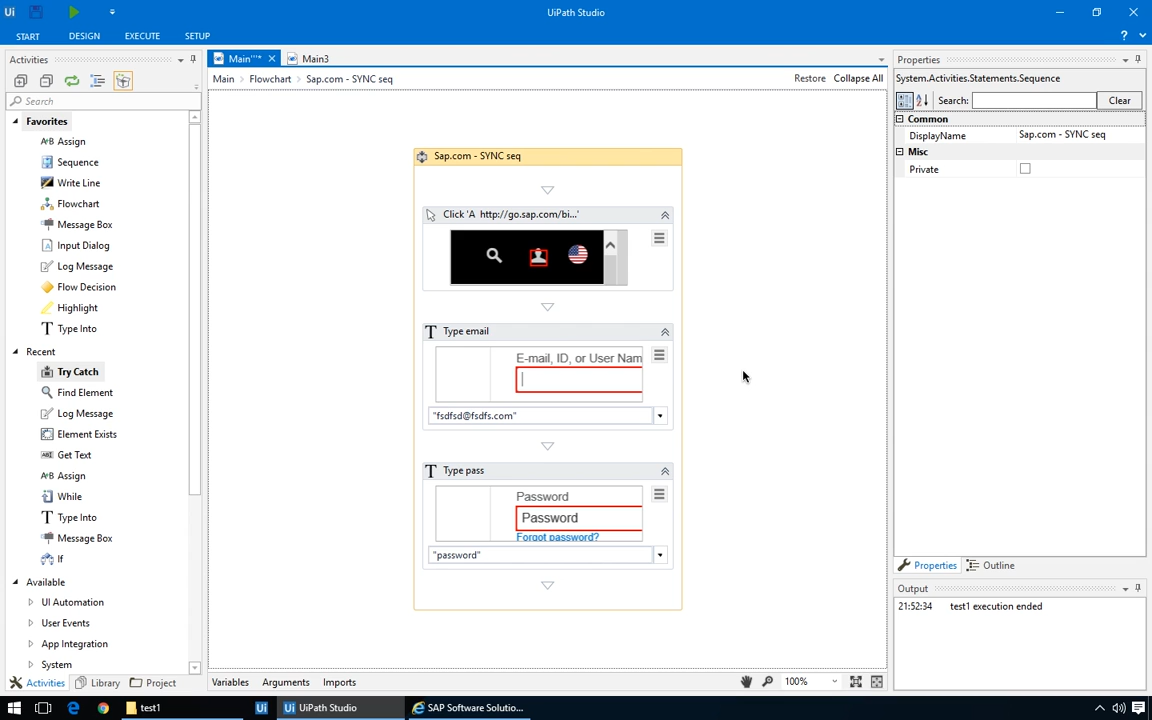 Ui
UiPath Studio
START DESIGN EXECUTE SETUP ?
Activities
Main'''* Main3
Properties
Main > Flowchart > Sap.com - SYNC seq
Restore Collapse All
System.Activities.Statements.Sequence
Search
Search: Clear
Common
DisplayName Sap.com - SYNC seq
Misc
Private
Favorites
A+B Assign
Sequence
Write Line
Flowchart
Message Box
Input Dialog
Log Message
Flow Decision
Highlight
T Type Into
Recent
Try Catch
Find Element
Log Message
Element Exists
Get Text
A+B Assign
While
T Type Into
Message Box
If
Available
UI Automation
User Events
App Integration
System
Activities Library Project
Sap.com - SYNC seq
Click 'A http://go.sap.com/bi...'
T Type email
E-mail, ID, or User Nam
"fsdfsd@fsdfs.com"
T Type pass
Password
Password
Forgot password?
"password"
Variables Arguments Imports
100%
Properties Outline
Output
21:52:34 test1 execution ended
test1
Ui
Ui UiPath Studio
SAP Software Solutio...